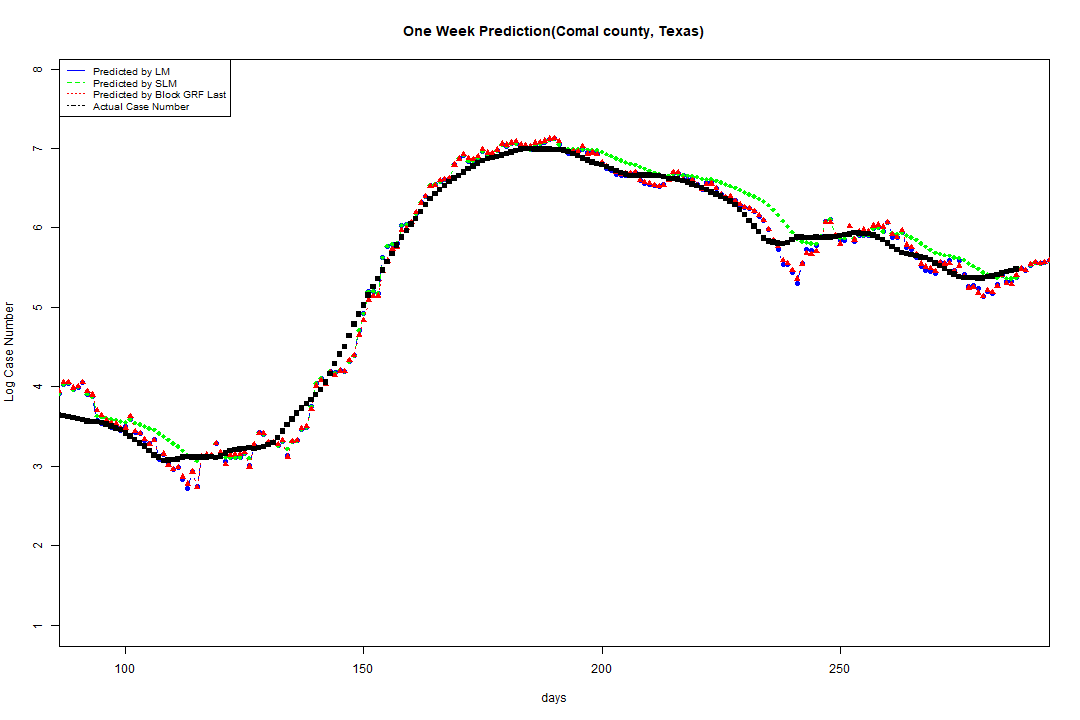 One Week Prediction(Comal county, Texas)
Predicted by LM
Predicted by SLM
Predicted by Block GRF Last
Actual Case Number
8
7
6
5
4
3
2
1
Log Case Number
100 150 200 250
days